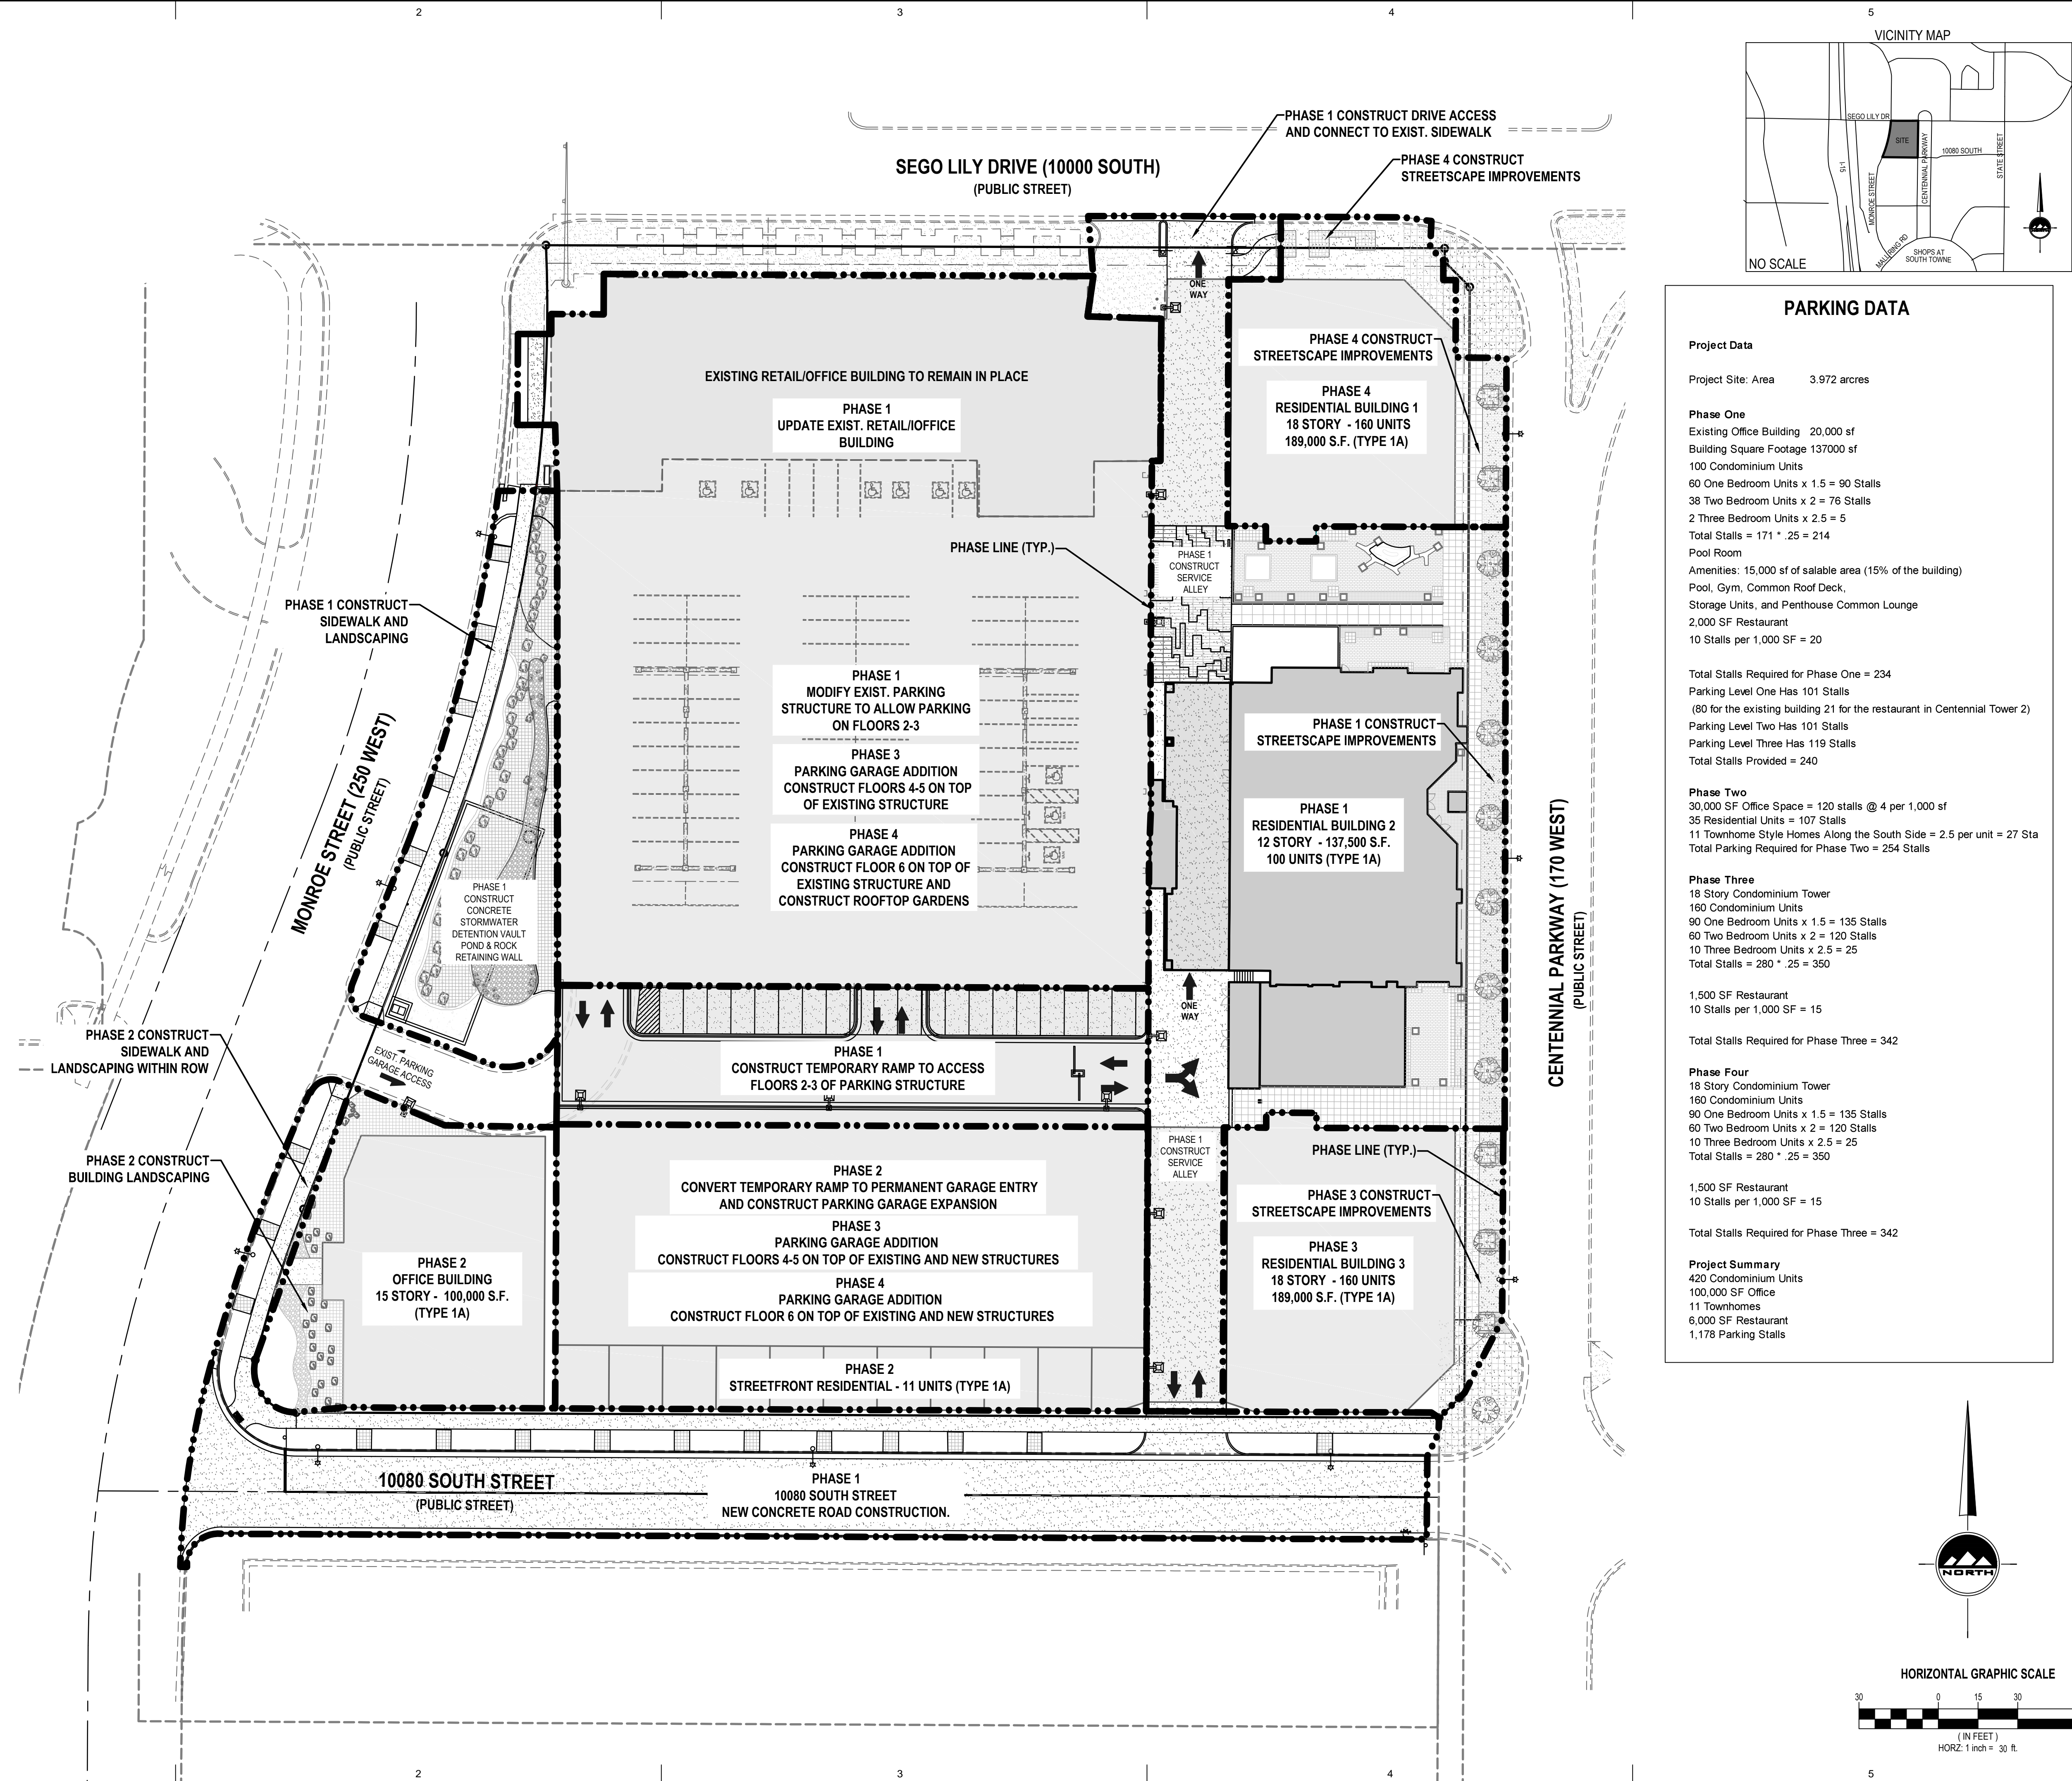 2
3
4
5
VICINITY MAP
SEGO LILY DR
SITE
10080 SOUTH
I-15
MONROE STREET
CENTENNIAL PARKWAY
STATE STREET
MALL RING RD
SHOPS AT
SOUTH TOWNE
NO SCALE
PHASE 1 CONSTRUCT DRIVE ACCESS
AND CONNECT TO EXIST. SIDEWALK
SEGO LILY DRIVE (10000 SOUTH)
(PUBLIC STREET)
PHASE 4 CONSTRUCT
STREETSCAPE IMPROVEMENTS
ONE
WAY
EXISTING RETAIL/OFFICE BUILDING TO REMAIN IN PLACE
PHASE 1
UPDATE EXIST. RETAIL/IOFFICE
BUILDING
PHASE 4 CONSTRUCT
STREETSCAPE IMPROVEMENTS
PHASE 4
RESIDENTIAL BUILDING 1
18 STORY - 160 UNITS
189,000 S.F. (TYPE 1A)
PHASE LINE (TYP.)
PHASE 1
CONSTRUCT
SERVICE
ALLEY
PHASE 1 CONSTRUCT
SIDEWALK AND
LANDSCAPING
PHASE 1
MODIFY EXIST. PARKING
STRUCTURE TO ALLOW PARKING
ON FLOORS 2-3
PHASE 3
PARKING GARAGE ADDITION
CONSTRUCT FLOORS 4-5 ON TOP
OF EXISTING STRUCTURE
PHASE 4
PARKING GARAGE ADDITION
CONSTRUCT FLOOR 6 ON TOP OF
EXISTING STRUCTURE AND
CONSTRUCT ROOFTOP GARDENS
PHASE 1 CONSTRUCT
STREETSCAPE IMPROVEMENTS
PHASE 1
RESIDENTIAL BUILDING 2
12 STORY - 137,500 S.F.
100 UNITS (TYPE 1A)
MONROE STREET (250 WEST)
(PUBLIC STREET)
CENTENNIAL PARKWAY (170 WEST)
(PUBLIC STREET)
PHASE 1
CONSTRUCT
CONCRETE
STORMWATER
DETENTION VAULT
POND & ROCK
RETAINING WALL
ONE
WAY
PHASE 2 CONSTRUCT
SIDEWALK AND
LANDSCAPING WITHIN ROW
EXIST. PARKING
GARAGE ACCESS
PHASE 1
CONSTRUCT TEMPORARY RAMP TO ACCESS
FLOORS 2-3 OF PARKING STRUCTURE
PHASE 2 CONSTRUCT
BUILDING LANDSCAPING
PHASE 1
CONSTRUCT
SERVICE
ALLEY
PHASE LINE (TYP.)
PHASE 2
CONVERT TEMPORARY RAMP TO PERMANENT GARAGE ENTRY
AND CONSTRUCT PARKING GARAGE EXPANSION
PHASE 3
PARKING GARAGE ADDITION
CONSTRUCT FLOORS 4-5 ON TOP OF EXISTING AND NEW STRUCTURES
PHASE 4
PARKING GARAGE ADDITION
CONSTRUCT FLOOR 6 ON TOP OF EXISTING AND NEW STRUCTURES
PHASE 3 CONSTRUCT
STREETSCAPE IMPROVEMENTS
PHASE 3
RESIDENTIAL BUILDING 3
18 STORY - 160 UNITS
189,000 S.F. (TYPE 1A)
PHASE 2
OFFICE BUILDING
15 STORY - 100,000 S.F.
(TYPE 1A)
PHASE 2
STREETFRONT RESIDENTIAL - 11 UNITS (TYPE 1A)
10080 SOUTH STREET
(PUBLIC STREET)
PHASE 1
10080 SOUTH STREET
NEW CONCRETE ROAD CONSTRUCTION.
PARKING DATA
Project Data
Project Site: Area 3.972 arcres
Phase One
Existing Office Building 20,000 sf
Building Square Footage 137000 sf
100 Condominium Units
60 One Bedroom Units x 1.5 = 90 Stalls
38 Two Bedroom Units x 2 = 76 Stalls
2 Three Bedroom Units x 2.5 = 5
Total Stalls = 171 * .25 = 214
Pool Room
Amenities: 15,000 sf of salable area (15% of the building)
Pool, Gym, Common Roof Deck,
Storage Units, and Penthouse Common Lounge
2,000 SF Restaurant
10 Stalls per 1,000 SF = 20
Total Stalls Required for Phase One = 234
Parking Level One Has 101 Stalls
(80 for the existing building 21 for the restaurant in Centennial Tower 2)
Parking Level Two Has 101 Stalls
Parking Level Three Has 119 Stalls
Total Stalls Provided = 240
Phase Two
30,000 SF Office Space = 120 stalls @ 4 per 1,000 sf
35 Residential Units = 107 Stalls
11 Townhome Style Homes Along the South Side = 2.5 per unit = 27 Sta
Total Parking Required for Phase Two = 254 Stalls
Phase Three
18 Story Condominium Tower
160 Condominium Units
90 One Bedroom Units x 1.5 = 135 Stalls
60 Two Bedroom Units x 2 = 120 Stalls
10 Three Bedroom Units x 2.5 = 25
Total Stalls = 280 * .25 = 350
1,500 SF Restaurant
10 Stalls per 1,000 SF = 15
Total Stalls Required for Phase Three = 342
Phase Four
18 Story Condominium Tower
160 Condominium Units
90 One Bedroom Units x 1.5 = 135 Stalls
60 Two Bedroom Units x 2 = 120 Stalls
10 Three Bedroom Units x 2.5 = 25
Total Stalls = 280 * .25 = 350
1,500 SF Restaurant
10 Stalls per 1,000 SF = 15
Total Stalls Required for Phase Three = 342
Project Summary
420 Condominium Units
100,000 SF Office
11 Townhomes
6,000 SF Restaurant
1,178 Parking Stalls
NORTH
HORIZONTAL GRAPHIC SCALE
30 0 15 30
( IN FEET )
HORZ: 1 inch = 30 ft.
2
3
4
5